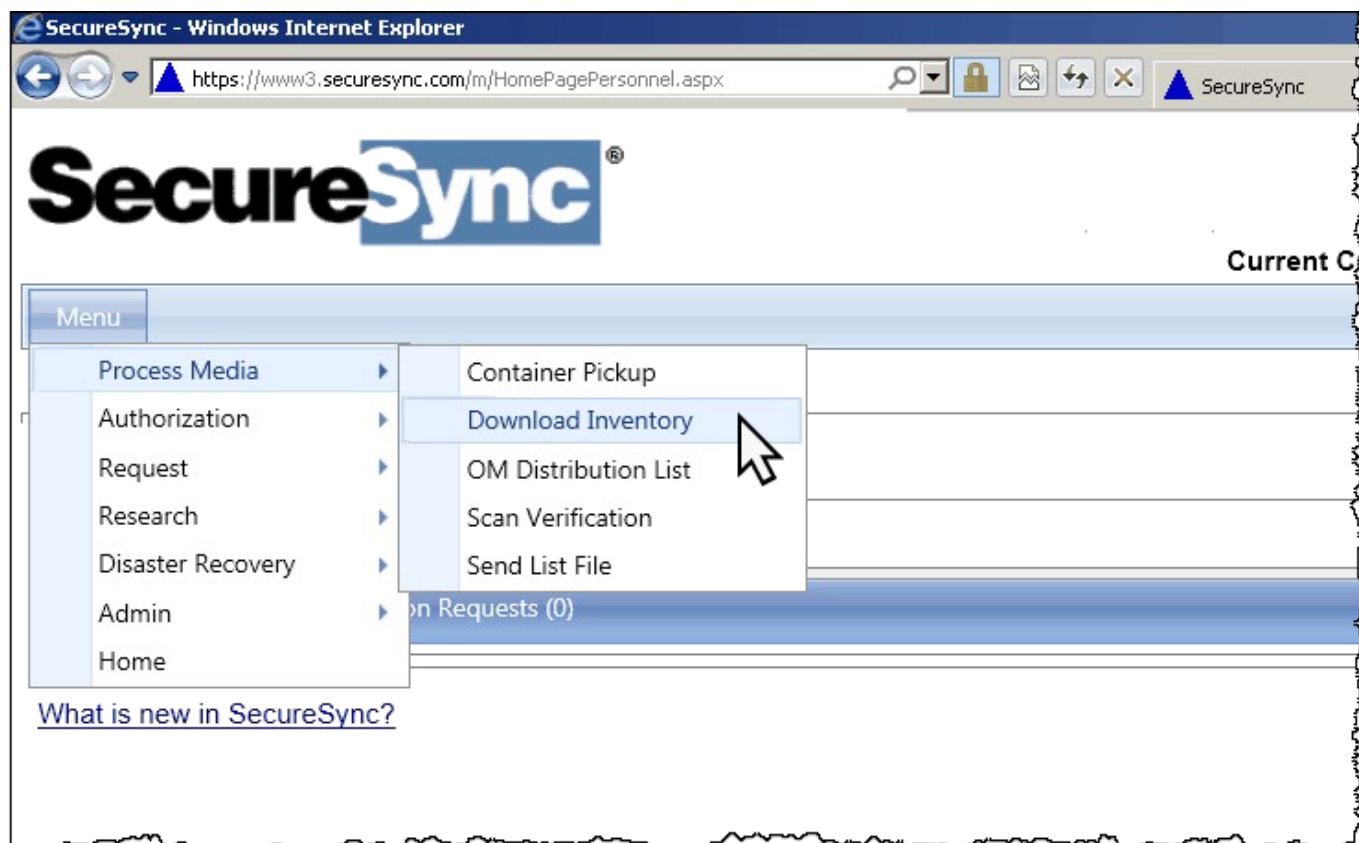 SecureSync - Windows Internet Explorer
https://www3.securesync.com/m/HomePagePersonnel.aspx
SecureSync
SecureSync®
Current C
Menu
Process Media
Container Pickup
Authorization
Download Inventory
Request
OM Distribution List
Research
Scan Verification
Disaster Recovery
Send List File
Admin
on Requests (0)
Home
What is new in SecureSync?